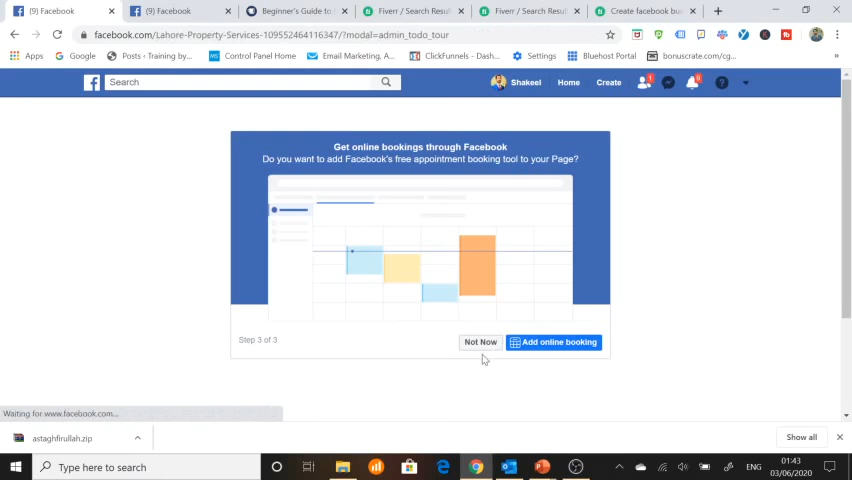 (9) Facebook
(9) Facebook
Beginner's Guide to
Fiverr / Search Resul
Fiverr / Search Resul
Create facebook bu
facebook.com/Lahore-Property-Services-109552464116347/?modal=admin_todo_tour
Apps
Google
Posts ‹ Training by...
Control Panel Home
Email Marketing, A...
ClickFunnels - Dash...
Settings
Bluehost Portal
bonuscrate.com/cg...
Search
Shakeel
Home
Create
1
8
Get online bookings through Facebook
Do you want to add Facebook's free appointment booking tool to your Page?
Step 3 of 3
Not Now
Add online booking
Waiting for www.facebook.com...
astaghfirullah.zip
Show all
Type here to search
ENG
01:43
03/06/2020